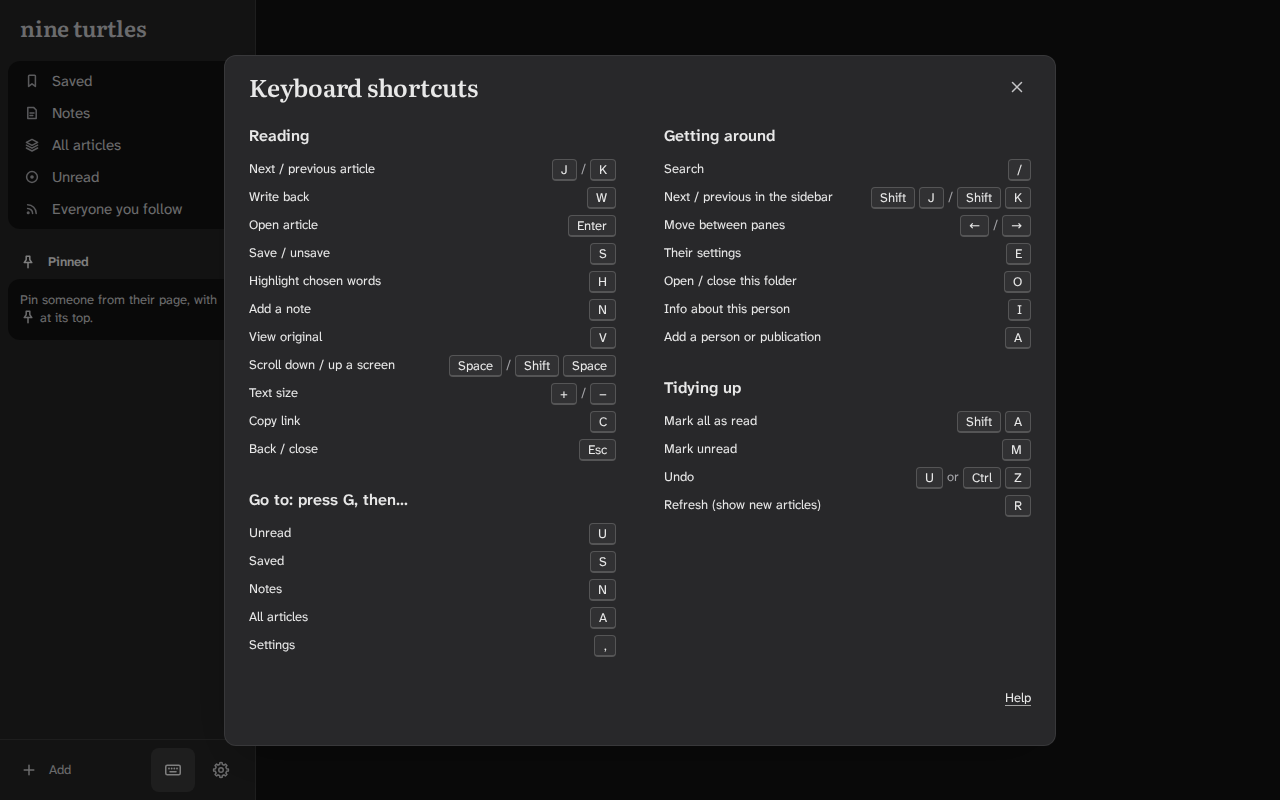 nine turtles
Saved
Notes
All articles
Unread
Everyone you follow
Pinned
Pin someone from their page, with
at its top.
Add
Keyboard shortcuts
Reading
Next / previous article J / K
Write back W
Open article Enter
Save / unsave S
Highlight chosen words H
Add a note N
View original V
Scroll down / up a screen Space / Shift Space
Text size + / −
Copy link C
Back / close Esc
Go to: press G, then…
Unread U
Saved S
Notes N
All articles A
Settings ,
Getting around
Search /
Next / previous in the sidebar Shift J / Shift K
Move between panes ← / →
Their settings E
Open / close this folder O
Info about this person I
Add a person or publication A
Tidying up
Mark all as read Shift A
Mark unread M
Undo U or Ctrl Z
Refresh (show new articles) R
Help